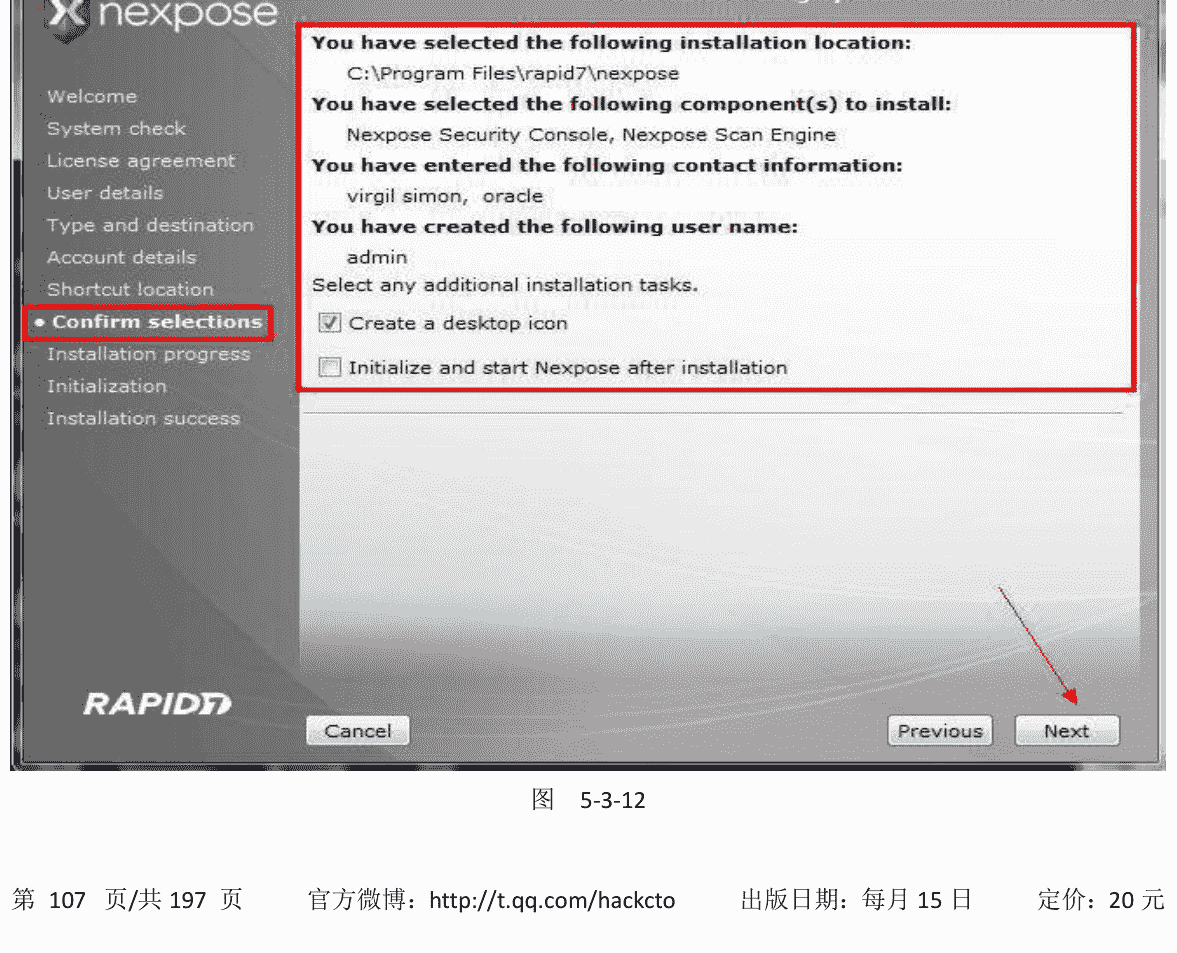 nexpose
Welcome
System check
License agreement
User details
Type and destination
Account details
Shortcut location
• Confirm selections
Installation progress
Initialization
Installation success
You have selected the following installation location:
C:\Program Files\rapid7\nexpose
You have selected the following component(s) to install:
Nexpose Security Console, Nexpose Scan Engine
You have entered the following contact information:
virgil simon, oracle
You have created the following user name:
admin
Select any additional installation tasks.
Create a desktop icon
Initialize and start Nexpose after installation
RAPID7
Cancel
Previous
Next
图 5-3-12
第 107 页/共 197 页 官方微博：http://t.qq.com/hackcto 出版日期：每月 15 日 定价：20 元